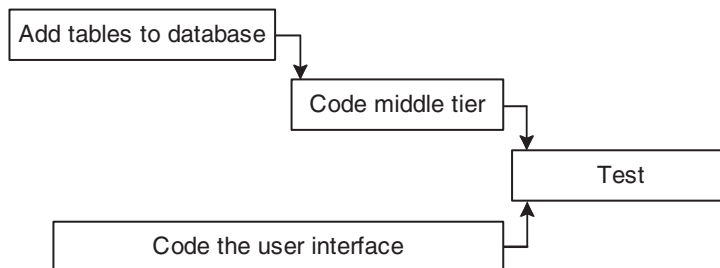 Add tables to database
Code middle tier
Test
Code the user interface